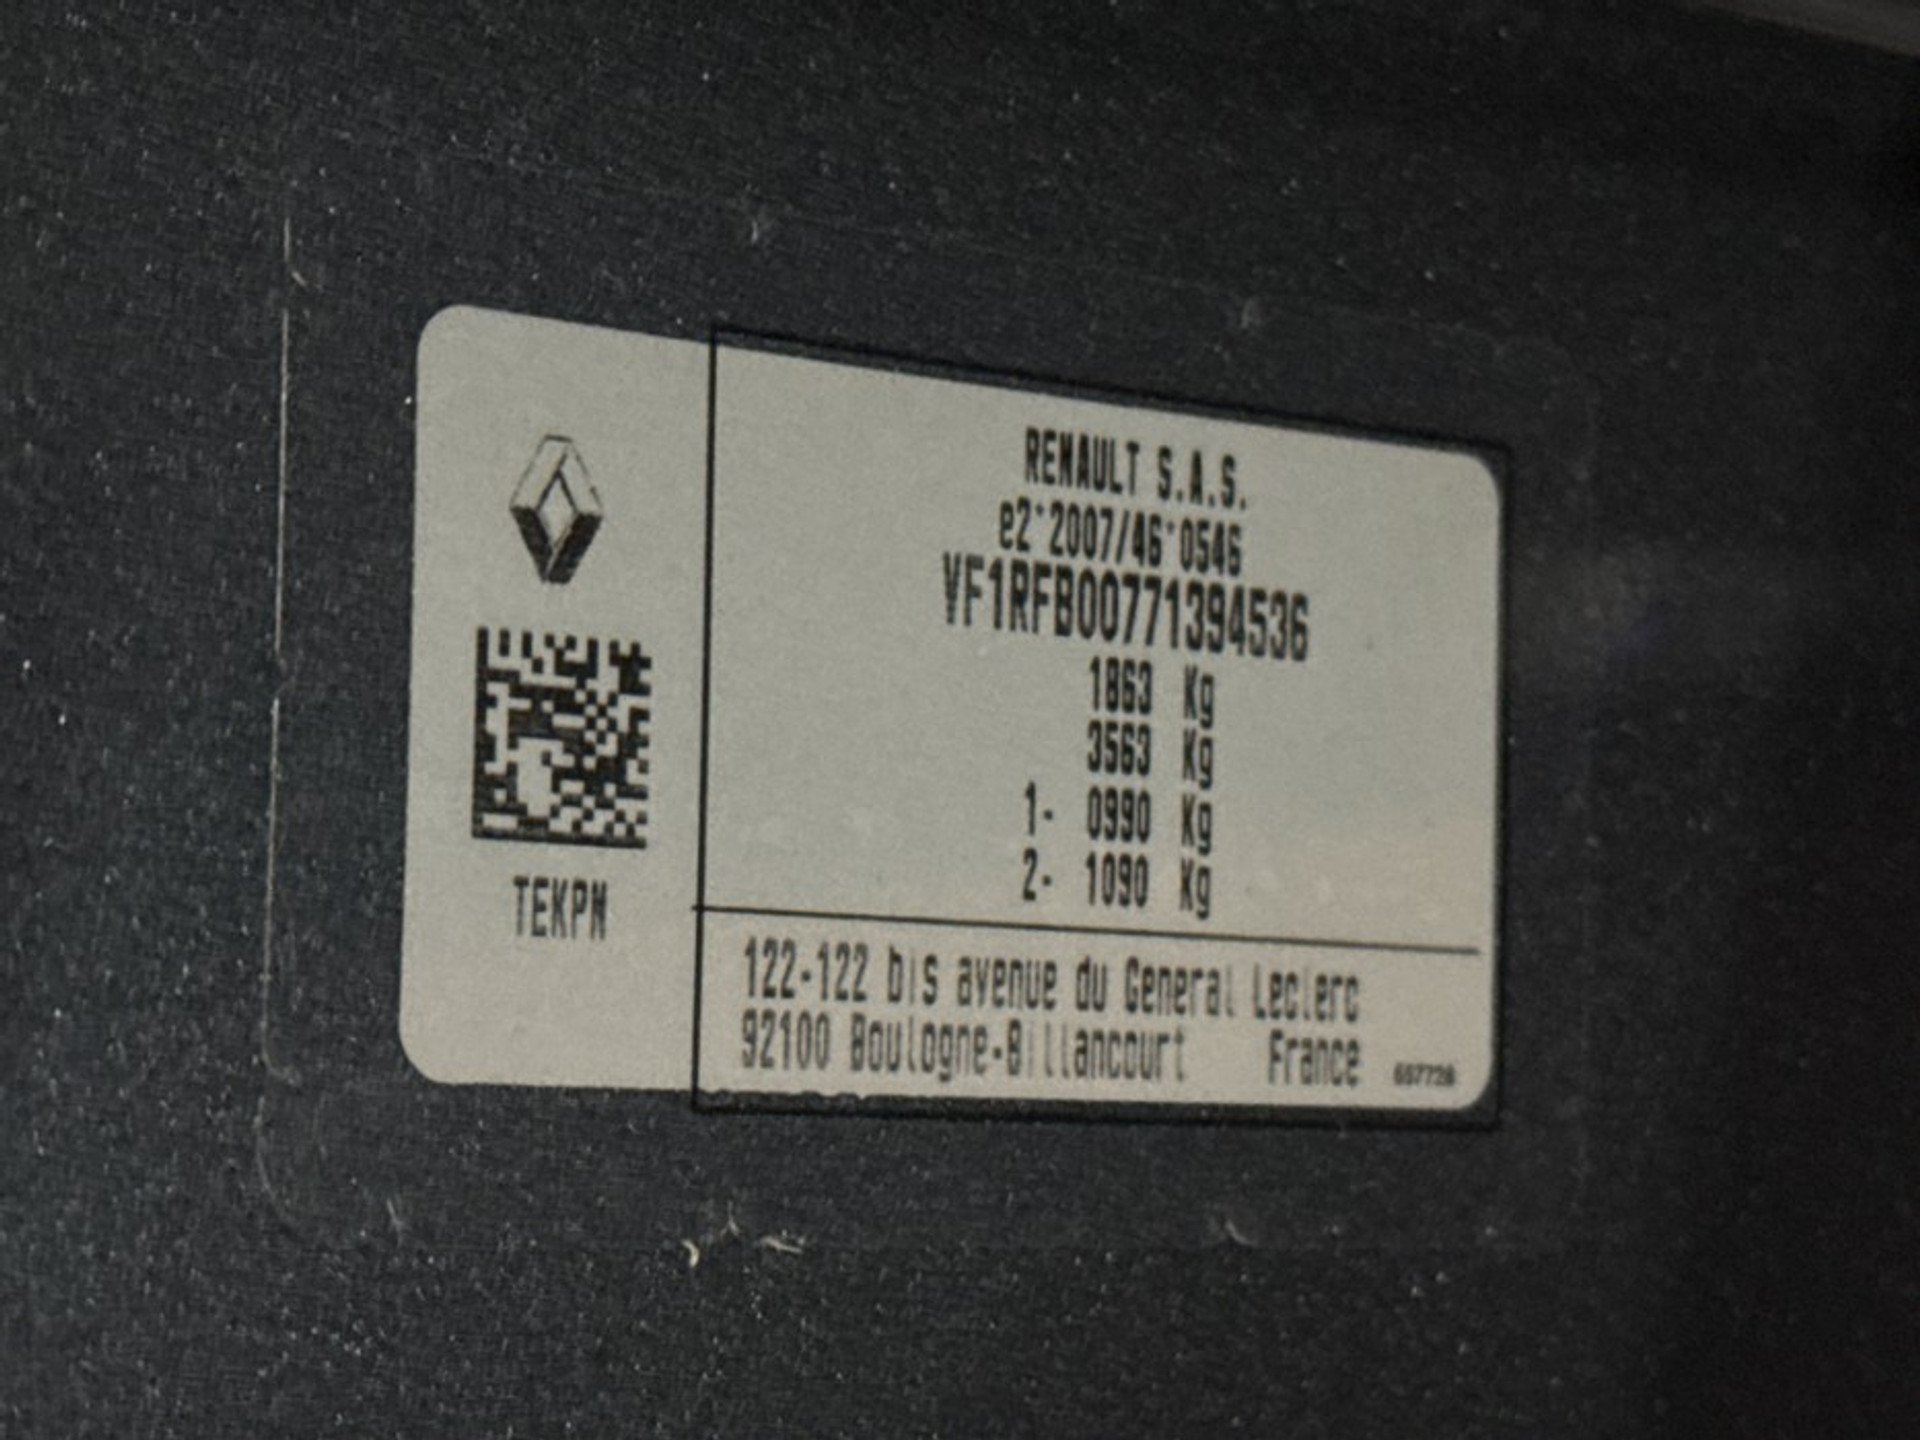 RENAULT S.A.S.
e2*2007/46*0546
VF1RFB00771394536
1863 Kg
3563 Kg
1- 0990 Kg
2- 1090 Kg
TEKPN
122-122 bis avenue du General Leclerc
92100 Boulogne-Billancourt France